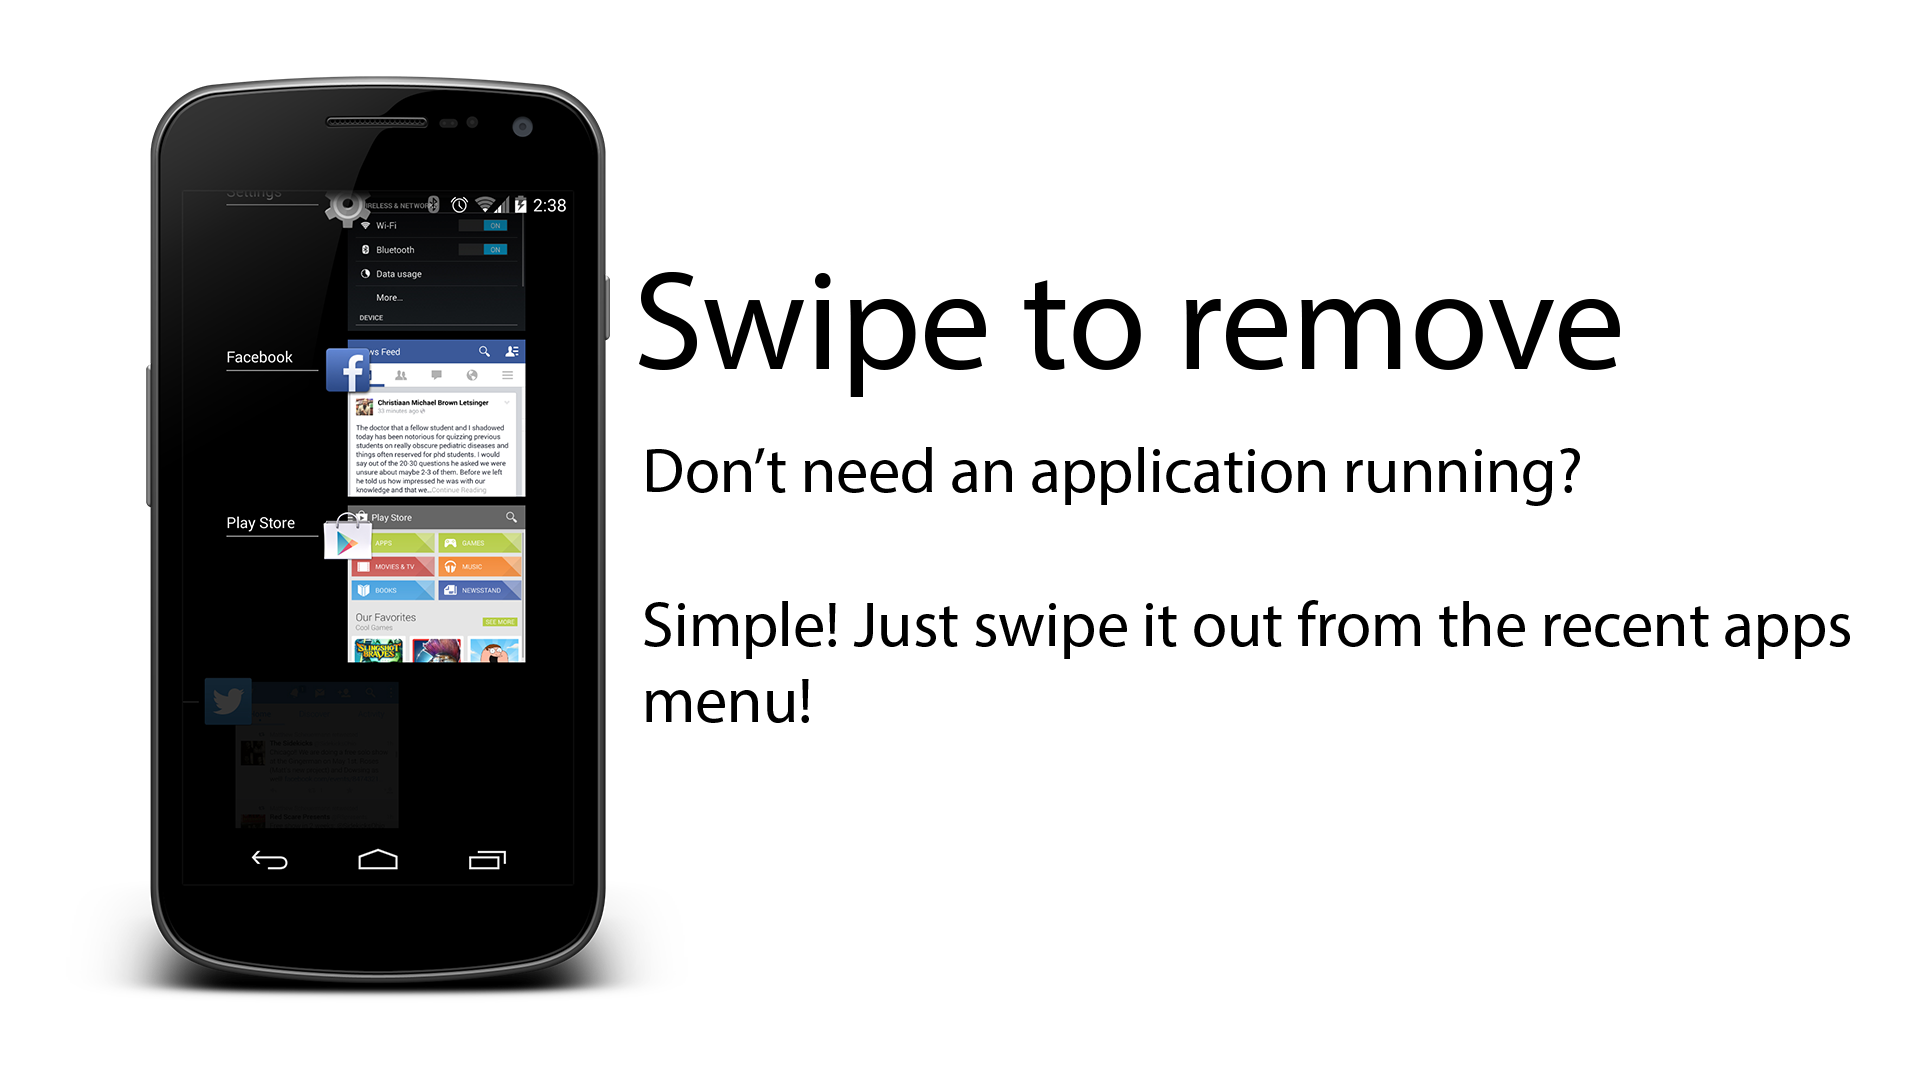 Settings
WIRELESS & NETWORKS
2:38
Wi-Fi
ON
Bluetooth
ON
Data usage
More...
DEVICE
Facebook
News Feed
Christiaan Michael Brown Letsinger
33 minutes ago
The doctor that a fellow student and I shadowed
today has been notorious for quizzing previous
students on really obscure pediatric diseases and
things often reserved for phd students. I would
say out of the 20-30 questions he asked we were
unsure about maybe 2-3 of them. Before we left
he told us how impressed he was with our
knowledge and that we...Continue Reading
Play Store
Play Store
APPS
GAMES
MOVIES & TV
MUSIC
BOOKS
NEWSSTAND
Our Favorites
Cool Games
SEE MORE
SLINGSHOT
BRAVES
Swipe to remove
Don't need an application running?
Simple! Just swipe it out from the recent apps
menu!